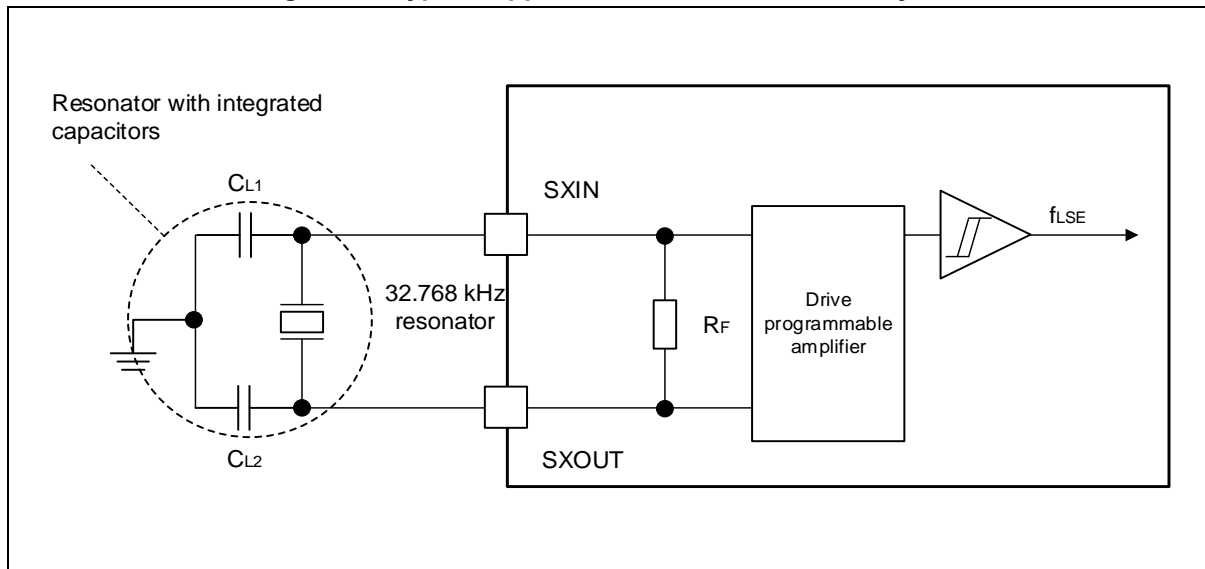 Resonator with integrated
capacitors
CL1
SXIN
fLSE
32.768 kHz
resonator
RF
Drive
programmable
amplifier
CL2
SXOUT